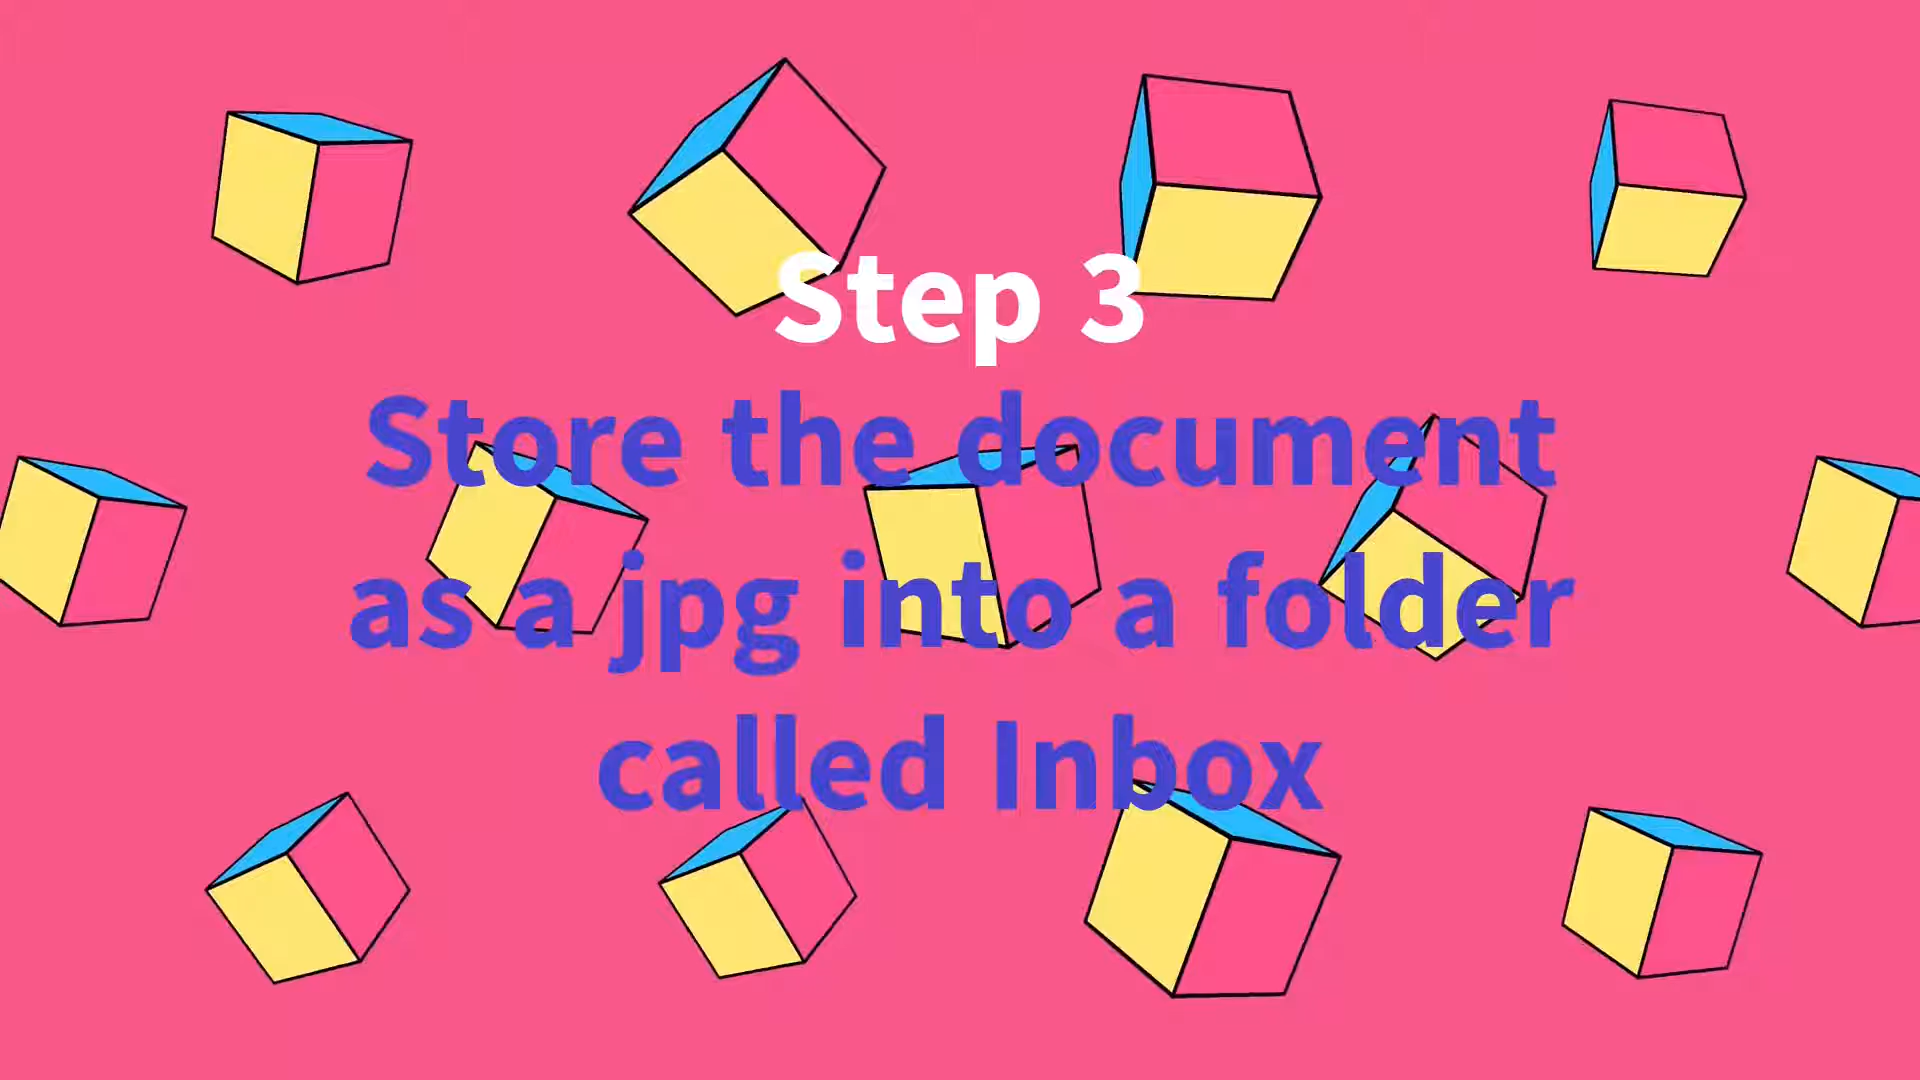 Step 3
Store the document
as a jpg into a folder
called Inbox